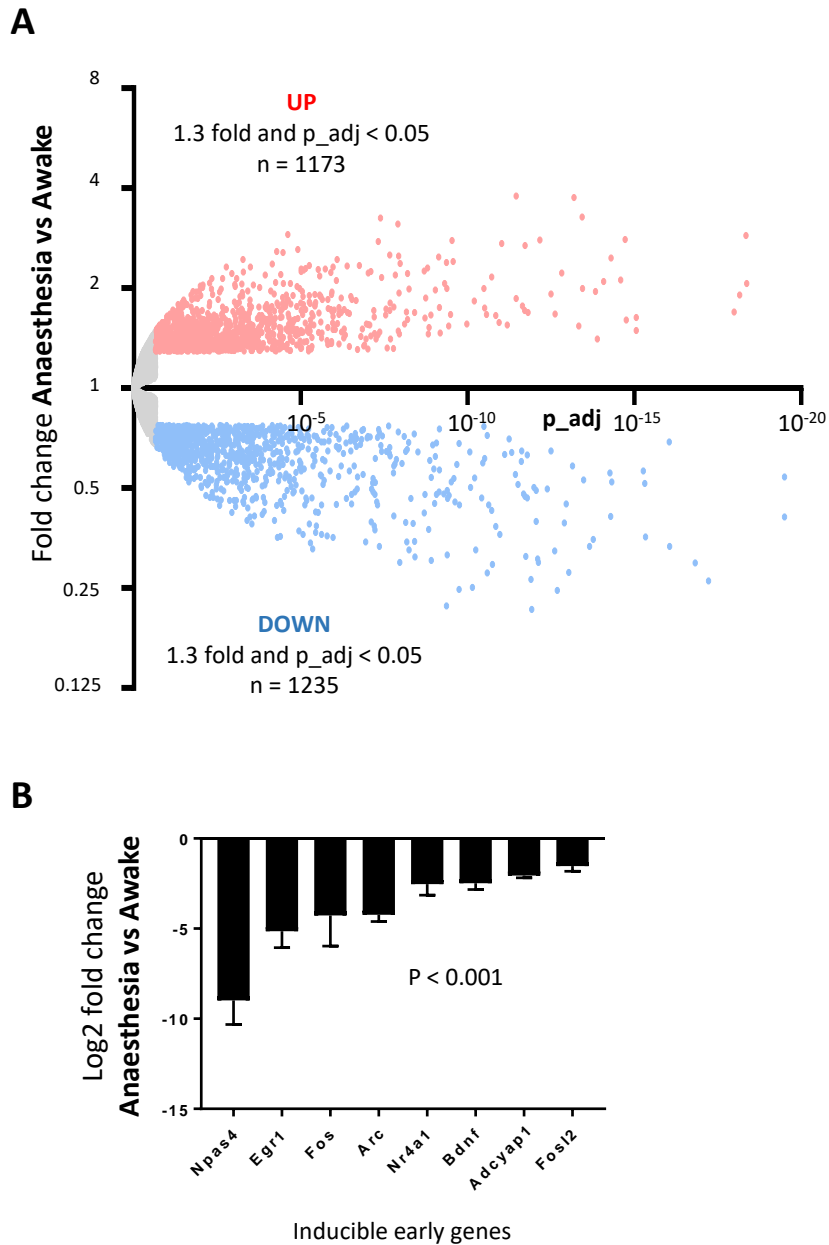 A
8
4
2
1
0.5
0.25
0.125
Fold change Anaesthesia vs Awake
UP
1.3 fold and p_adj < 0.05
n = 1173
10-5
10-10
p_adj
10-15
10-20
DOWN
1.3 fold and p_adj < 0.05
n = 1235
B
Log2 fold change
Anaesthesia vs Awake
0
-5
-10
-15
P < 0.001
Npas4
Egr1
Fos
Arc
Nr4a1
Bdnf
Adcyap1
Fosl2
Inducible early genes